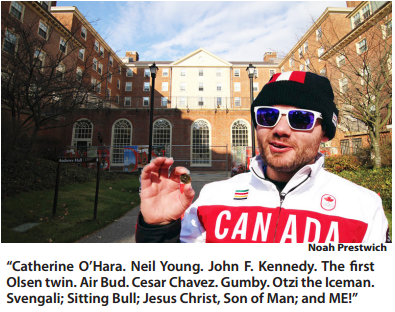 CANADA
Noah Prestwich
“Catherine O’Hara. Neil Young. John F. Kennedy. The first
Olsen twin. Air Bud. Cesar Chavez. Gumby. Otzi the Iceman.
Svengali; Sitting Bull; Jesus Christ, Son of Man; and ME!”